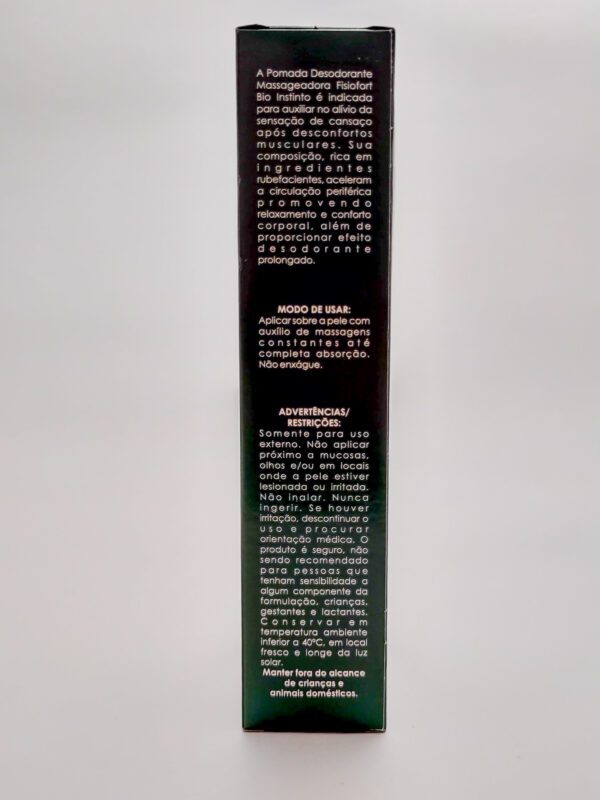 A Pomada Desodorante
Massageadora Fisiofort
Bio Instinto é indicada
para auxiliar no alívio da
sensação de cansaço
após desconfortos
musculares. Sua
composição, rica em
ingredientes
rubefacientes, aceleram
a circulação periférica
promovendo
relaxamento e conforto
corporal, além de
proporcionar efeito
desodorante
prolongado.
MODO DE USAR:
Aplicar sobre a pele com
auxílio de massagens
constantes até
completa absorção.
Não enxágue.
ADVERTÊNCIAS/
RESTRIÇÕES:
Somente para uso
externo. Não aplicar
próximo a mucosas,
olhos e/ou em locais
onde a pele estiver
lesionada ou irritada.
Não inalar. Nunca
ingerir. Se houver
irritação, descontinuar o
uso e procurar
orientação médica. O
produto é seguro, não
sendo recomendado
para pessoas que
tenham sensibilidade a
algum componente da
formulação, crianças,
gestantes e lactantes.
Conservar em
temperatura ambiente
inferior a 40°C, em local
fresco e longe da luz
solar.
Manter fora do alcance
de crianças e
animais domésticos.